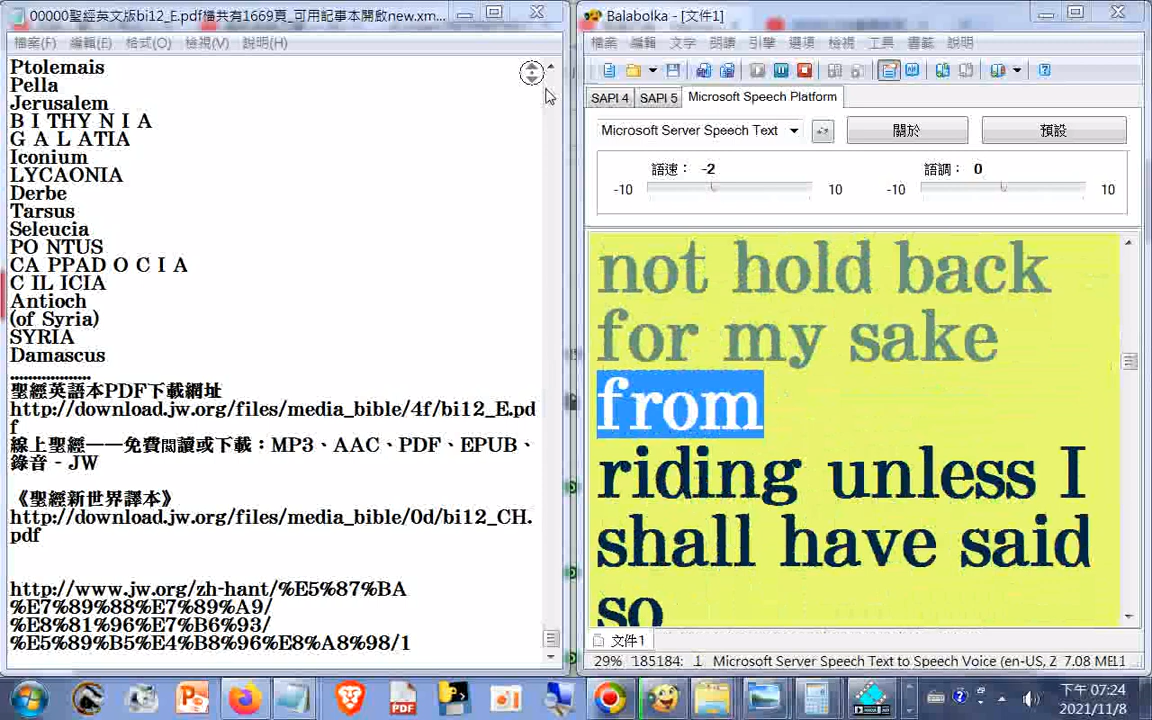 00000聖經英文版bi12_E.pdf檔共有1669頁_可用記事本開啟new.xm...
檔案(F) 編輯(E) 格式(O) 檢視(V) 說明(H)
Ptolemais
Pella
Jerusalem
B I THY N I A
G A L ATIA
Iconium
LYCAONIA
Derbe
Tarsus
Seleucia
PO NTUS
CA PPAD O C I A
C IL ICIA
Antioch
(of Syria)
SYRIA
Damascus
..................
聖經英語本PDF下載網址
http://download.jw.org/files/media_bible/4f/bi12_E.pd
f
線上聖經——免費閱讀或下載：MP3、AAC、PDF、EPUB、
錄音 - JW
《聖經新世界譯本》
http://download.jw.org/files/media_bible/0d/bi12_CH.
pdf
http://www.jw.org/zh-hant/%E5%87%BA
%E7%89%88%E7%89%A9/
%E8%81%96%E7%B6%93/
%E5%89%B5%E4%B8%96%E8%A8%98/1
Balabolka - [文件1]
檔案 編輯 文字 朗讀 引擎 選項 檢視 工具 書籤 說明
SAPI 4 SAPI 5 Microsoft Speech Platform
Microsoft Server Speech Text 關於 預設
語速： -2 語調： 0
-10 10 -10 10
not hold back
for my sake
from
riding unless I
shall have said
so
文件1
29% 185184: 1 Microsoft Server Speech Text to Speech Voice (en-US, Z 7.08 ME11
PDF
下午 07:24
2021/11/8